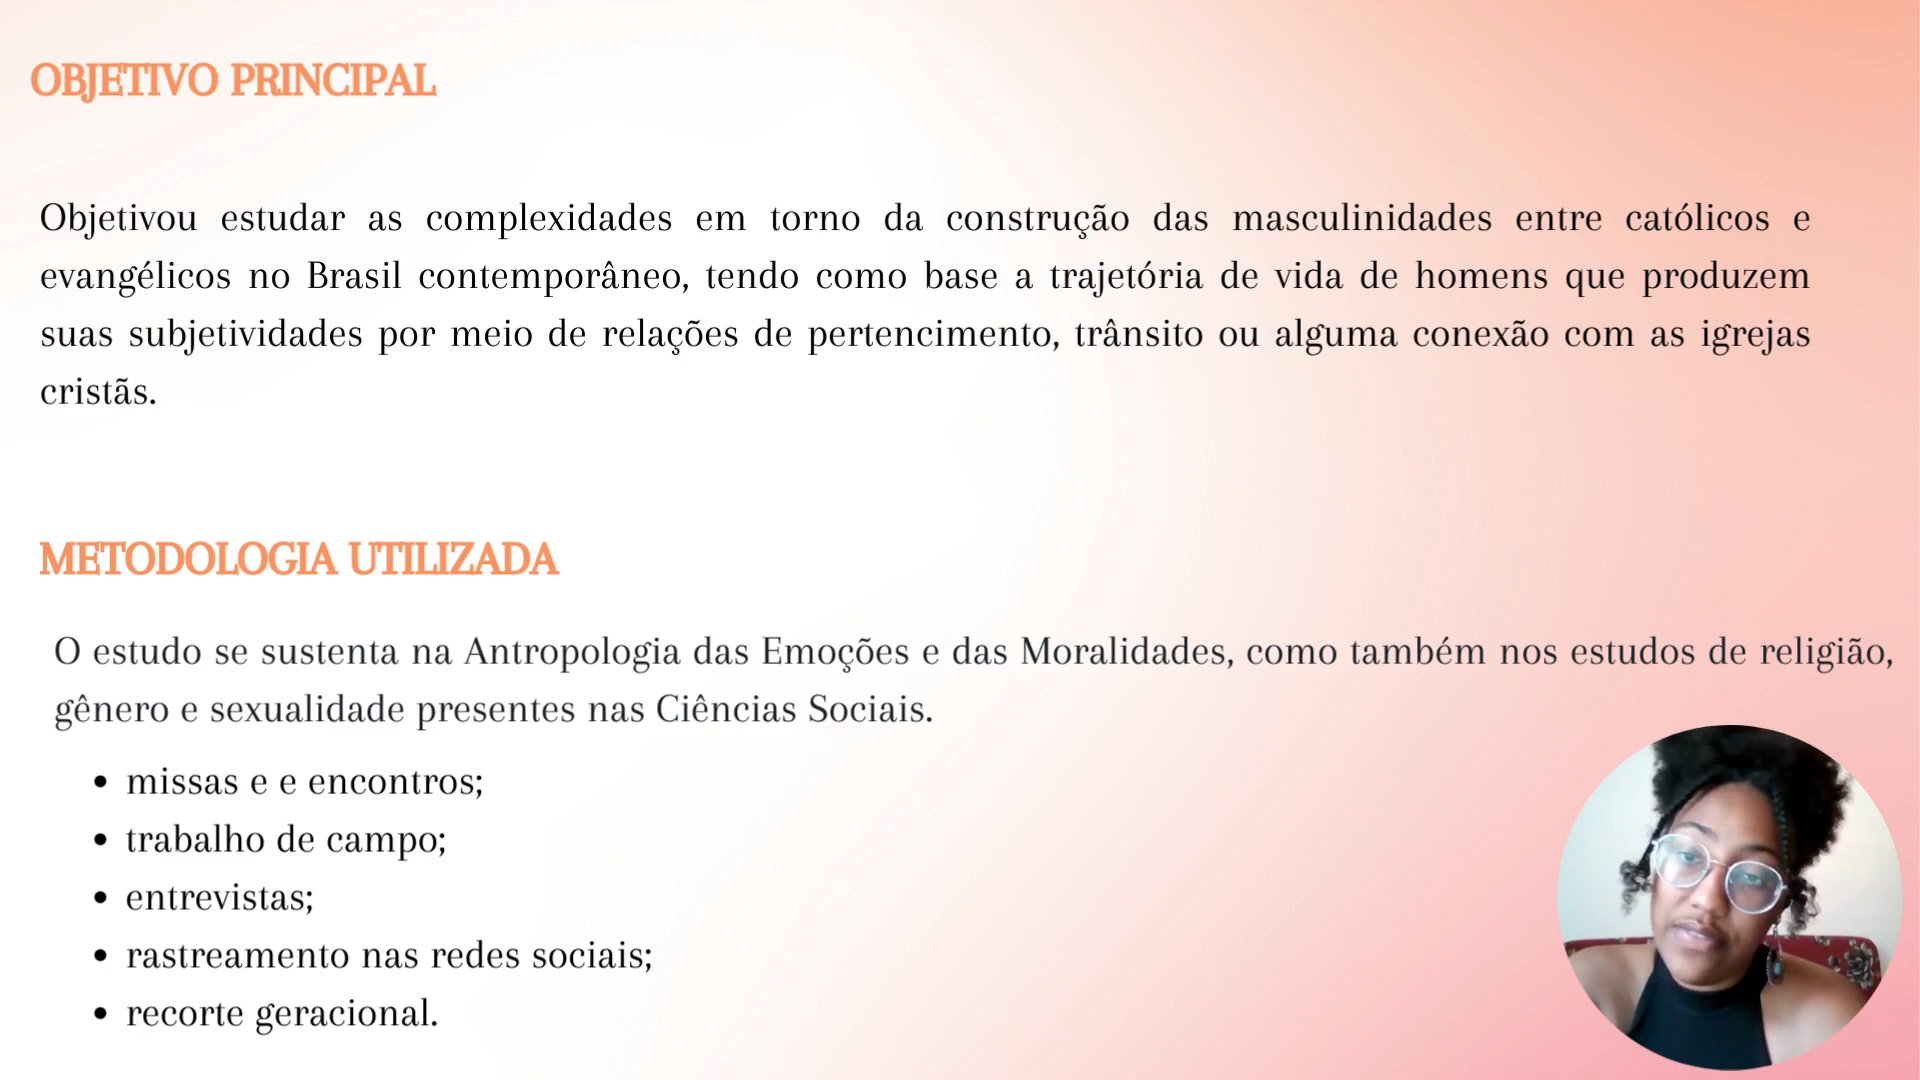 OBJETIVO PRINCIPAL
Objetivou estudar as complexidades em torno da construção das masculinidades entre católicos e
evangélicos no Brasil contemporâneo, tendo como base a trajetória de vida de homens que produzem
suas subjetividades por meio de relações de pertencimento, trânsito ou alguma conexão com as igrejas
cristãs.
METODOLOGIA UTILIZADA
O estudo se sustenta na Antropologia das Emoções e das Moralidades, como também nos estudos de religião,
gênero e sexualidade presentes nas Ciências Sociais.
• missas e e encontros;
• trabalho de campo;
• entrevistas;
• rastreamento nas redes sociais;
• recorte geracional.